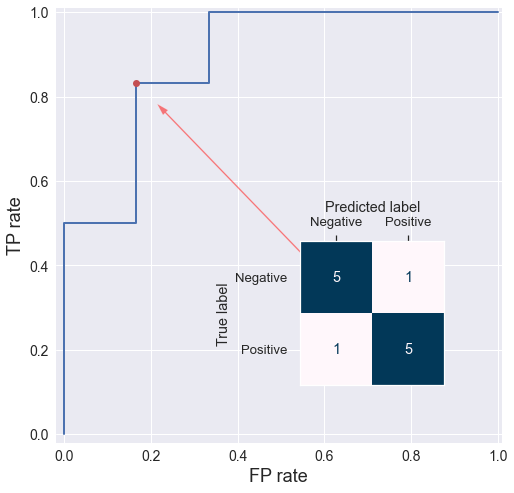 1.0
0.8
0.6
0.4
0.2
0.0
TP rate
Predicted label
Negative Positive
True label
Negative 5 1
Positive 1 5
0.0 0.2 0.4 0.6 0.8 1.0
FP rate